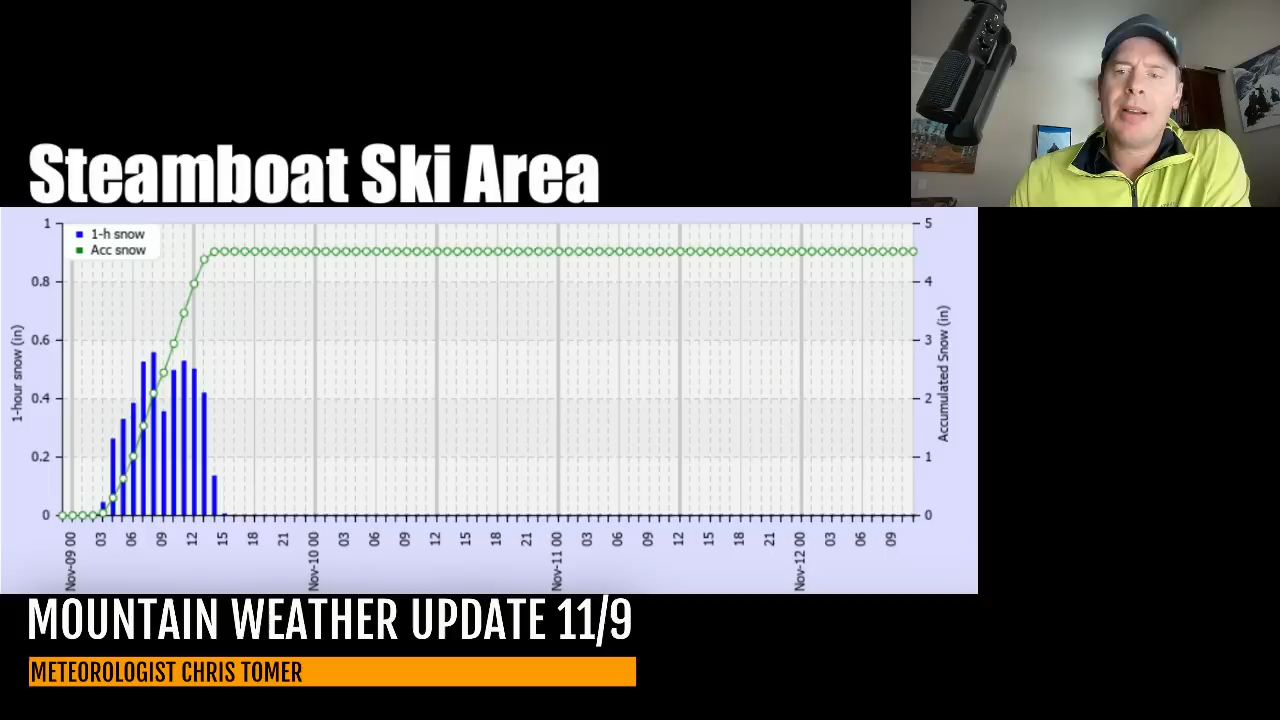 Steamboat Ski Area
1-h snow
Acc snow
1
0.8
0.6
0.4
0.2
0
1-hour snow (in)
5
4
3
2
1
0
Accumulated Snow (in)
Nov-09 00 03 06 09 12 15 18 21 Nov-10 00 03 06 09 12 15 18 21 Nov-11 00 03 06 09 12 15 18 21 Nov-12 00 03 06 09
MOUNTAIN WEATHER UPDATE 11/9
METEOROLOGIST CHRIS TOMER